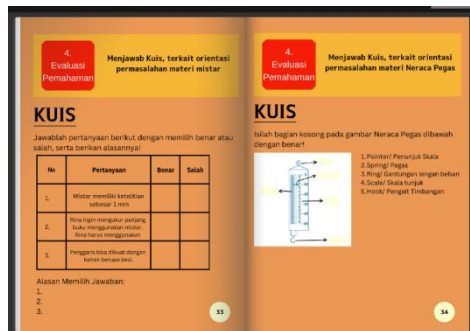 4.
Evaluasi
Pemahaman
Menjawab Kuis, terkait orientasi
permasalahan materi mistar
KUIS
Jawablah pertanyaan berikut dengan memilih benar atau
salah, serta berikan alasannya!
No Pertanyaan Benar Salah
1. Mistar memiliki ketelitian
sebesar 1 mm
2. Rina ingin mengukur panjang
buku menggunakan mistar.
Rina harus menggunakan
3. Penggaris bisa dibuat dengan
bahan berupa besi.
Alasan Memilih Jawaban:
1.
2.
3.
33
4.
Evaluasi
Pemahaman
Menjawab Kuis, terkait orientasi
permasalahan materi Neraca Pegas
KUIS
Isilah bagian kosong pada gambar Neraca Pegas dibawah
dengan benar!
1.Pointer/ Penunjuk Skala
2.Spring/ Pegas
3.Ring/ Gantungan lengan beban
4.Scale/ Skala tunjuk
5.Hook/ Pengait Timbangan
34